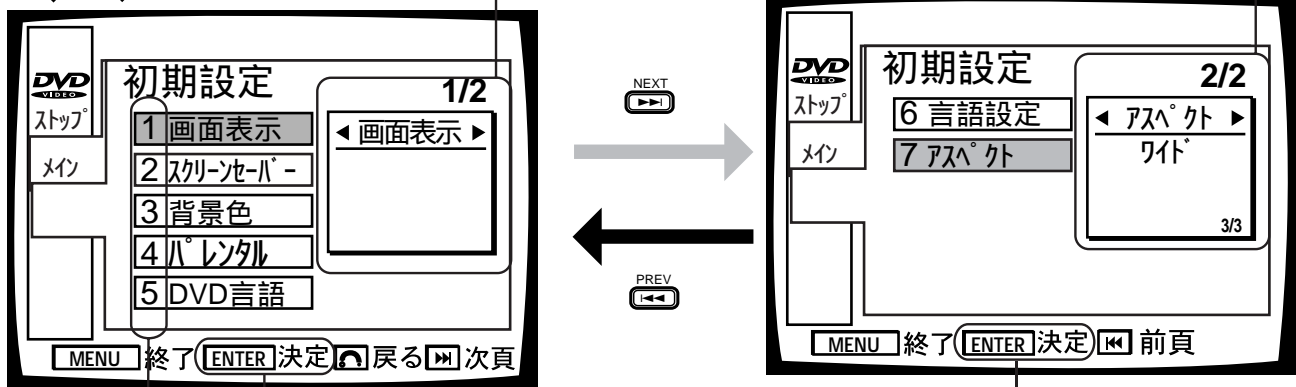 DVD
VIDEO
ストップ
メイン
初期設定
1/2
1 画面表示
2 スクリーンセーバー
3 背景色
4 パレンタル
5 DVD言語
◀ 画面表示 ▶
MENU 終了 ENTER 決定 戻る ▶▶| 次頁
NEXT
▶▶|
PREV
|◀◀
DVD
VIDEO
ストップ
メイン
初期設定
2/2
6 言語設定
7 アスペクト
◀ アスペクト ▶
ワイド
3/3
MENU 終了 ENTER 決定 |◀◀ 前頁